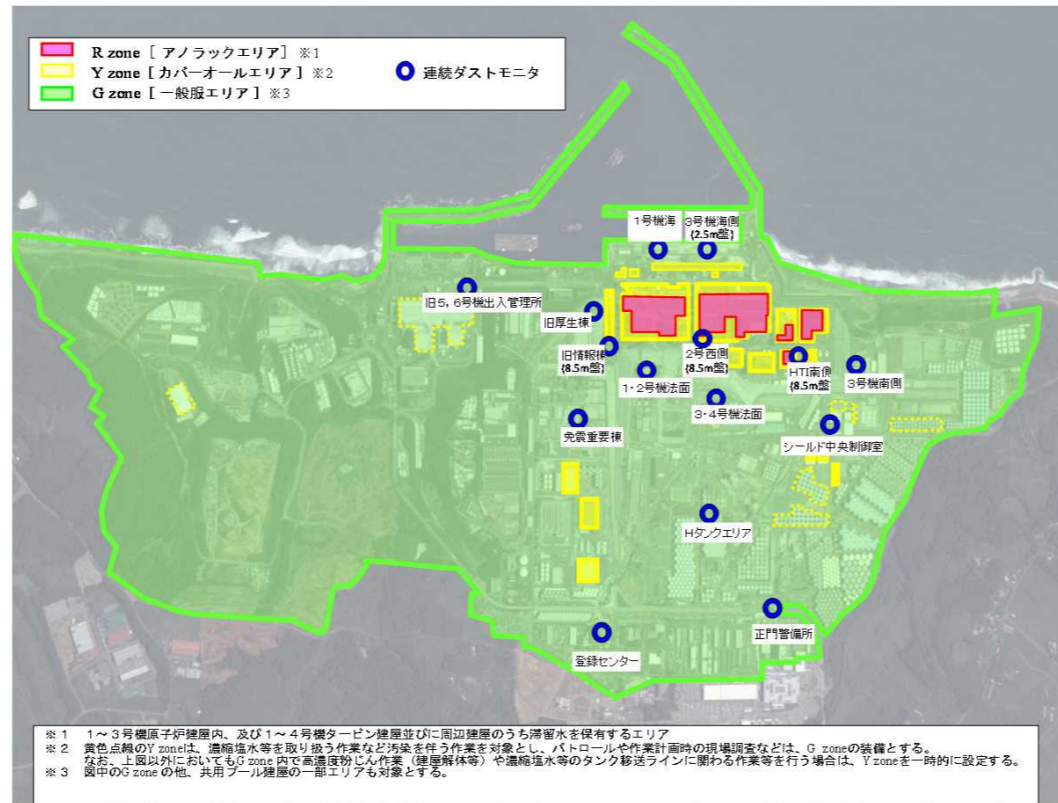 R zone [ アノラックエリア] ※1
Y zone [ カバーオールエリア ] ※2
G zone [ 一般服エリア ] ※3
連続ダストモニタ
1号機海
3号機海側
{2.5m盤}
旧5，6号機出入管理所
旧厚生棟
旧情報棟
{8.5m盤}
2号西側
{8.5m盤}
HTI南側
{8.5m盤}
3号機南側
1・2号機法面
3・4号機法面
免震重要棟
シールド中央制御室
Hタンクエリア
正門警備所
登録センター
※１　１～３号機原子炉建屋内、及び１～４号機タービン建屋並びに周辺建屋のうち滞留水を保有するエリア
※２　黄色点線のY zoneは、濃縮塩水等を取り扱う作業など汚染を伴う作業を対象とし、パトロールや作業計画時の現場調査などは、G zoneの装備とする。
なお、上図以外においてもG zone 内で高濃度粉じん作業（建屋解体等）や濃縮塩水等のタンク移送ラインに関わる作業等を行う場合は、Y zoneを一時的に設定する。
※３　図中のG zone の他、共用プール建屋の一部エリアも対象とする。